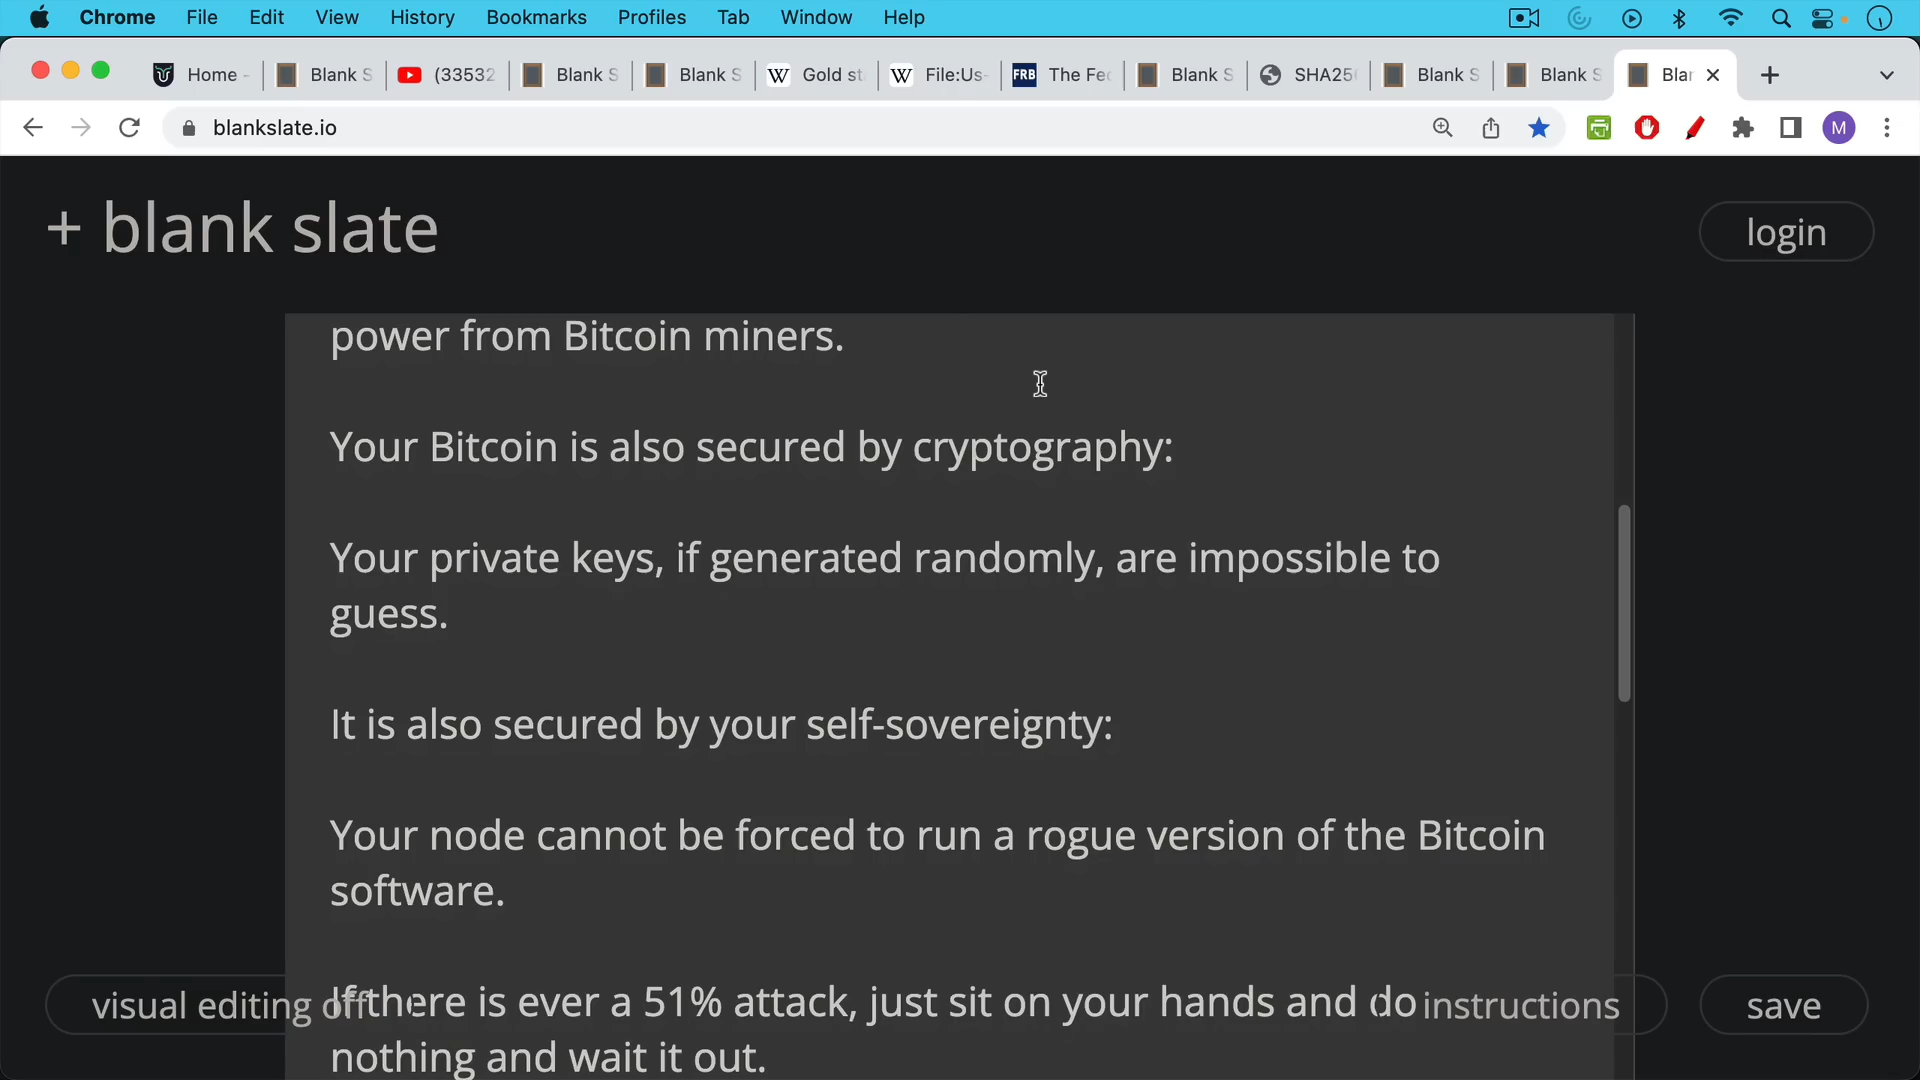 Chrome File Edit View History Bookmarks Profiles Tab Window Help
Home - Blank S (33532 Blank S Blank S Gold st File:Us- FRB The Fed Blank S SHA25 Blank S Blank S Blan
blankslate.io M
+ blank slate login
power from Bitcoin miners.
Your Bitcoin is also secured by cryptography:
Your private keys, if generated randomly, are impossible to
guess.
It is also secured by your self-sovereignty:
Your node cannot be forced to run a rogue version of the Bitcoin
software.
If there is ever a 51% attack, just sit on your hands and do
nothing and wait it out.
visual editing off instructions save